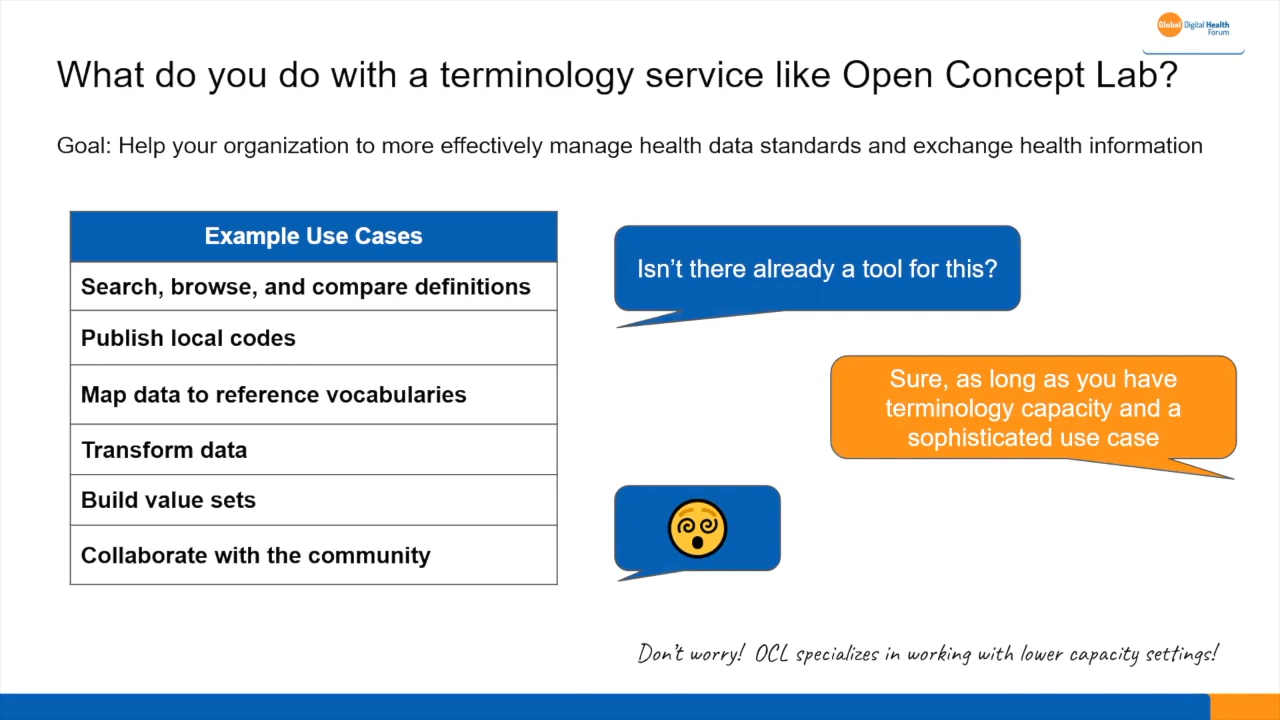 Global Digital Health
Forum
What do you do with a terminology service like Open Concept Lab?
Goal: Help your organization to more effectively manage health data standards and exchange health information
Example Use Cases
Search, browse, and compare definitions
Publish local codes
Map data to reference vocabularies
Transform data
Build value sets
Collaborate with the community
Isn’t there already a tool for this?
Sure, as long as you have
terminology capacity and a
sophisticated use case
Don’t worry! OCL specializes in working with lower capacity settings!